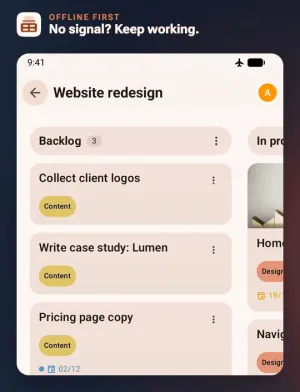 OFFLINE FIRST
No signal? Keep working.
9:41
Website redesign
A
Backlog 3
In pro
Collect client logos
Content
Home
Design
19/
Write case study: Lumen
Content
Pricing page copy
Content
02/12
Navig
Design